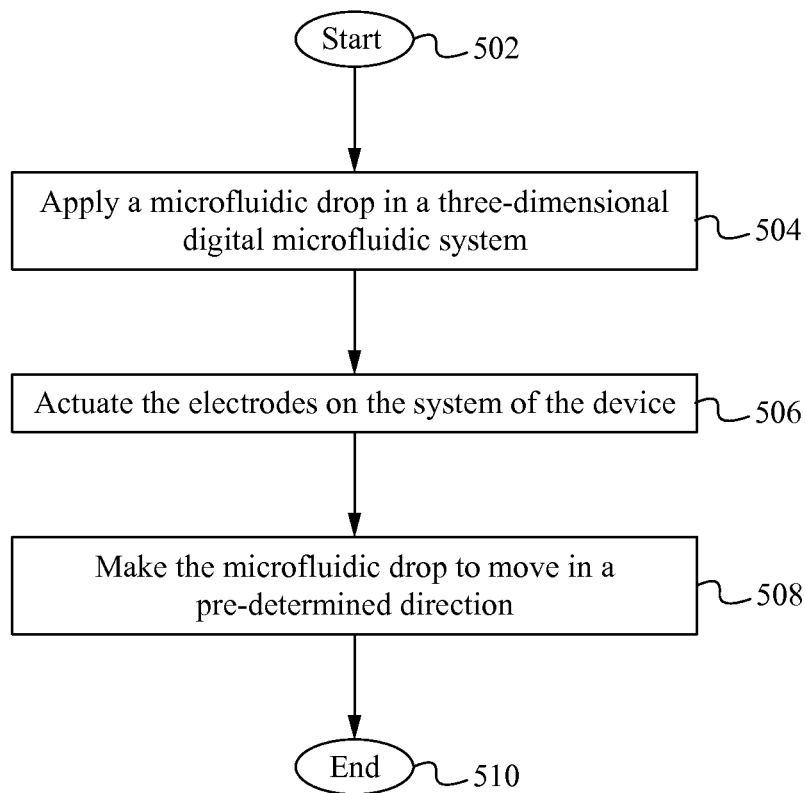 Start
502
Apply a microfluidic drop in a three-dimensional
digital microfluidic system
504
Actuate the electrodes on the system of the device
506
Make the microfluidic drop to move in a
pre-determined direction
508
End
510